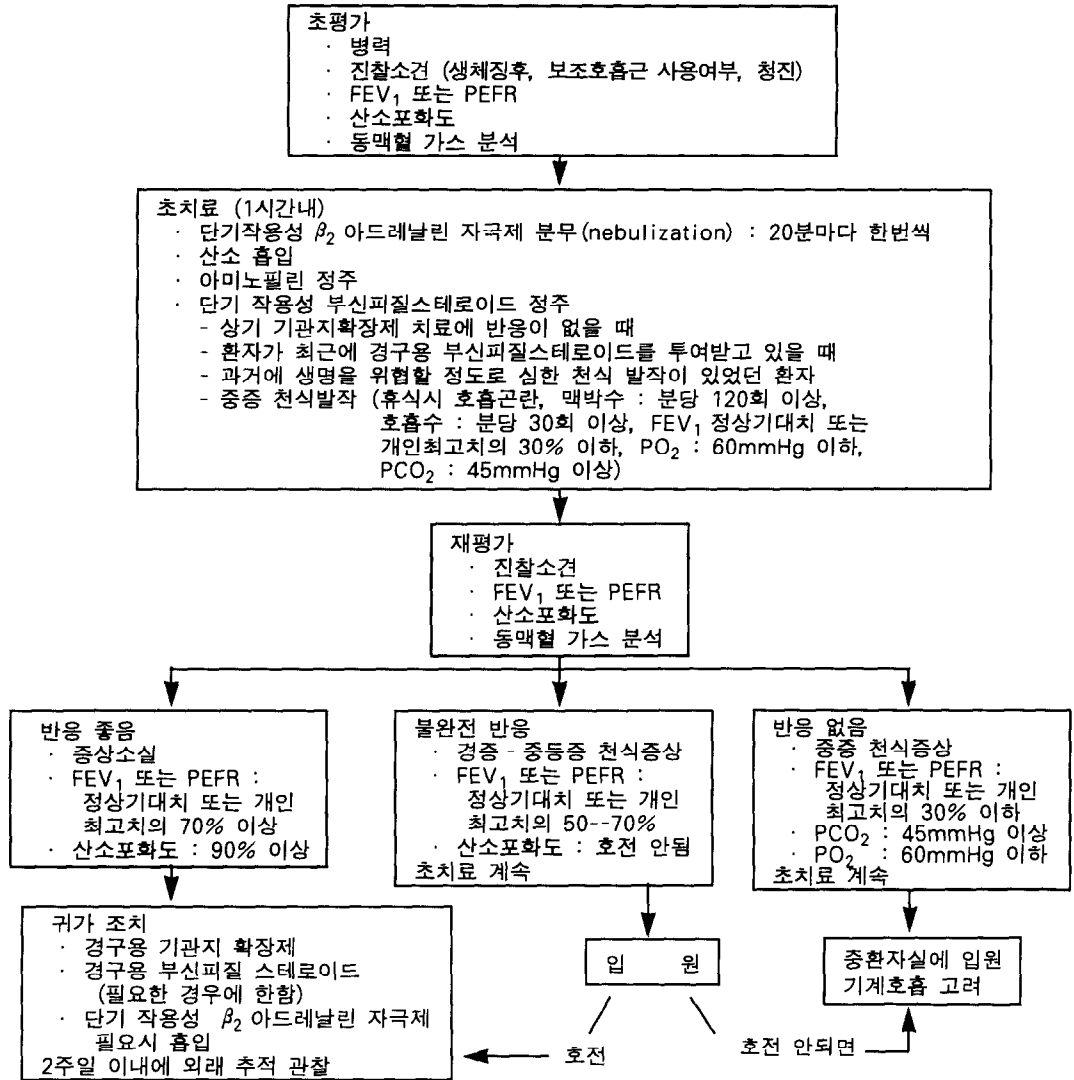 초평가
· 병력
· 진찰소견 (생체징후, 보조호흡근 사용여부, 청진)
· FEV₁ 또는 PEFR
· 산소포화도
· 동맥혈 가스 분석
초치료 (1시간내)
· 단기작용성 β₂ 아드레날린 자극제 분무(nebulization) : 20분마다 한번씩
· 산소 흡입
· 아미노필린 정주
· 단기 작용성 부신피질스테로이드 정주
- 상기 기관지확장제 치료에 반응이 없을 때
- 환자가 최근에 경구용 부신피질스테로이드를 투여받고 있을 때
- 과거에 생명을 위협할 정도로 심한 천식 발작이 있었던 환자
- 중증 천식발작 (휴식시 호흡곤란, 맥박수 : 분당 120회 이상,
호흡수 : 분당 30회 이상, FEV₁ 정상기대치 또는
개인최고치의 30% 이하, PO₂ : 60mmHg 이하,
PCO₂ : 45mmHg 이상)
재평가
· 진찰소견
· FEV₁ 또는 PEFR
· 산소포화도
· 동맥혈 가스 분석
반응 좋음
· 증상소실
· FEV₁ 또는 PEFR :
정상기대치 또는 개인
최고치의 70% 이상
· 산소포화도 : 90% 이상
불완전 반응
· 경증 - 중등증 천식증상
· FEV₁ 또는 PEFR :
정상기대치 또는 개인
최고치의 50--70%
· 산소포화도 : 호전 안됨
초치료 계속
반응 없음
· 중증 천식증상
· FEV₁ 또는 PEFR :
정상기대치 또는 개인
최고치의 30% 이하
· PCO₂ : 45mmHg 이상
· PO₂ : 60mmHg 이하
초치료 계속
귀가 조치
· 경구용 기관지 확장제
· 경구용 부신피질 스테로이드
(필요한 경우에 한함)
· 단기 작용성 β₂ 아드레날린 자극제
필요시 흡입
2주일 이내에 외래 추적 관찰
입 원
중환자실에 입원
기계호흡 고려
호전
호전 안되면